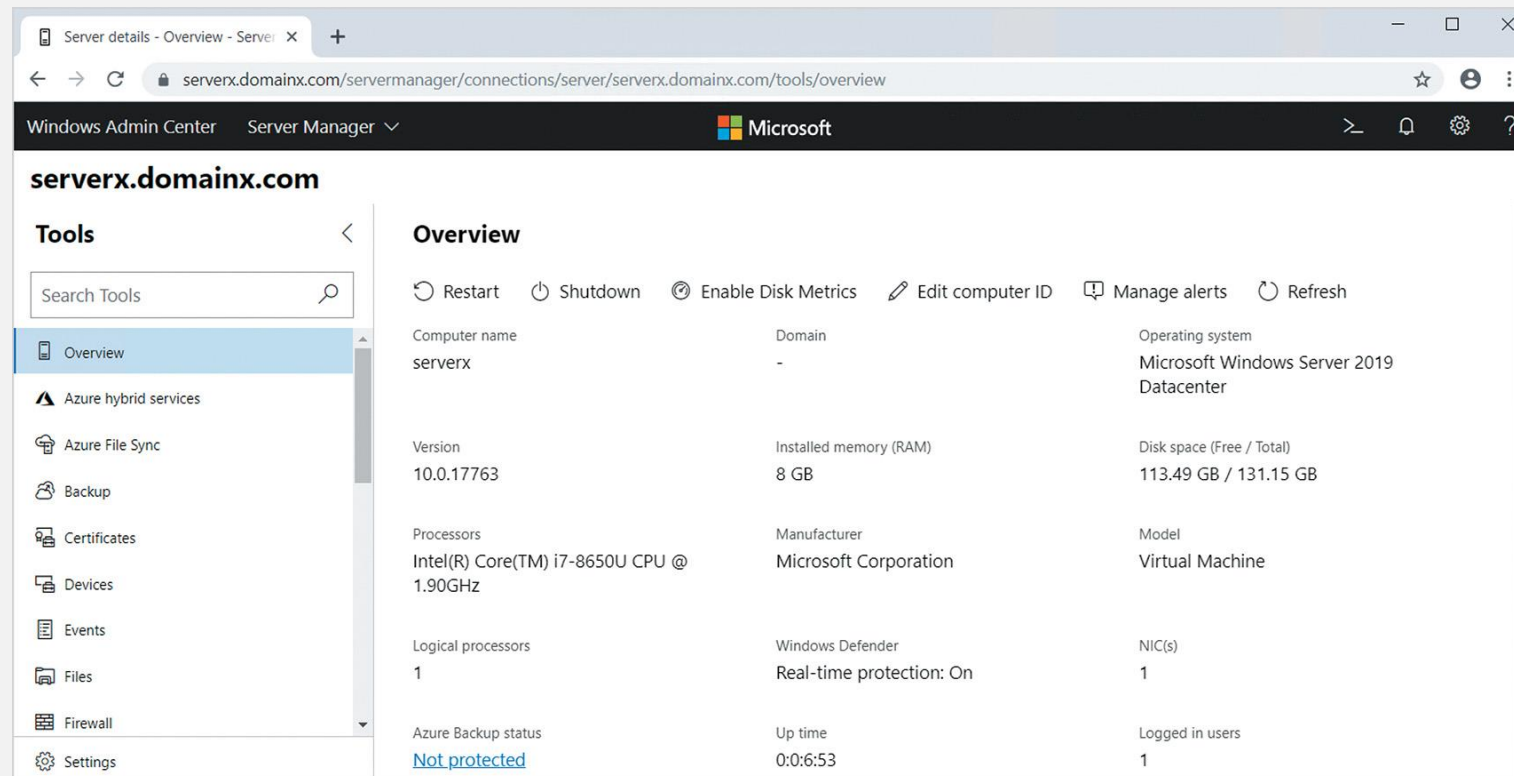 Server details - Overview - Server
serverx.domainx.com/servermanager/connections/server/serverx.domainx.com/tools/overview
Windows Admin Center Server Manager Microsoft
serverx.domainx.com
Tools
Search Tools
Overview
Azure hybrid services
Azure File Sync
Backup
Certificates
Devices
Events
Files
Firewall
Settings
Overview
Restart Shutdown Enable Disk Metrics Edit computer ID Manage alerts Refresh
Computer name Domain Operating system
serverx - Microsoft Windows Server 2019
Datacenter
Version Installed memory (RAM) Disk space (Free / Total)
10.0.17763 8 GB 113.49 GB / 131.15 GB
Processors Manufacturer Model
Intel(R) Core(TM) i7-8650U CPU @ Microsoft Corporation Virtual Machine
1.90GHz
Logical processors Windows Defender NIC(s)
1 Real-time protection: On 1
Azure Backup status Up time Logged in users
Not protected 0:0:6:53 1